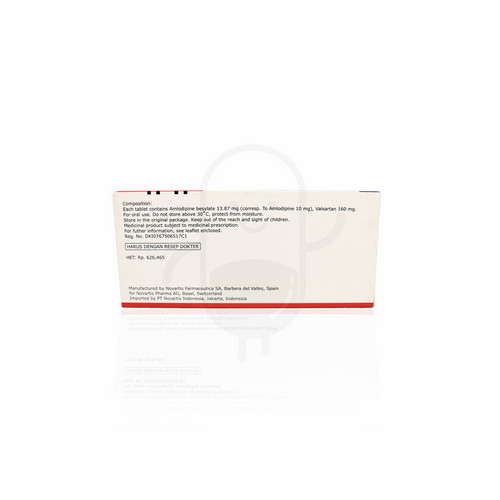 Composition:
Each tablet contains Amlodipine besylate 13.87 mg (corresp. To Amlodipine 10 mg), Valsartan 160 mg.
For oral use. Do not store above 30°C, protect from moisture.
Store in the original package. Keep out of the reach and sight of children.
Medicinal product subject to medicinal prescription.
For futher information, see leaflet enclosed.
Reg. No. DKI0767506517C1
HARUS DENGAN RESEP DOKTER
HET: Rp. 626,465
Manufactured by Novartis Farmaceutica SA, Barbera del Valles, Spain
for Novartis Pharma AG, Basel, Switzerland
Imported by PT Novartis Indonesia, Jakarta, Indonesia